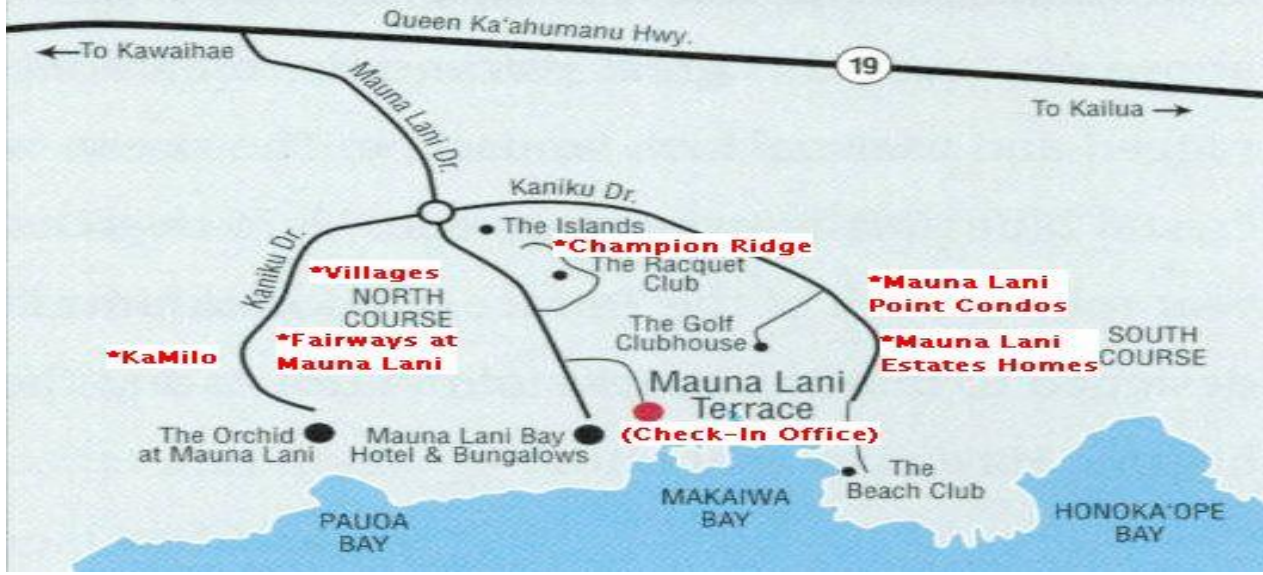 Queen Ka'ahumanu Hwy.
←To Kawaihae
19
To Kailua→
Mauna Lani Dr.
Kaniku Dr.
The Islands
*Champion Ridge
The Racquet
Club
Kaniku Dr.
*Villages
NORTH
COURSE
*Mauna Lani
Point Condos
The Golf
Clubhouse
*KaMilo
*Fairways at
Mauna Lani
*Mauna Lani
Estates Homes
SOUTH
COURSE
Mauna Lani
Terrace
(Check-In Office)
The Orchid
at Mauna Lani
Mauna Lani Bay
Hotel & Bungalows
The
Beach Club
PAUOA
BAY
MAKAIWA
BAY
HONOKA'OPE
BAY